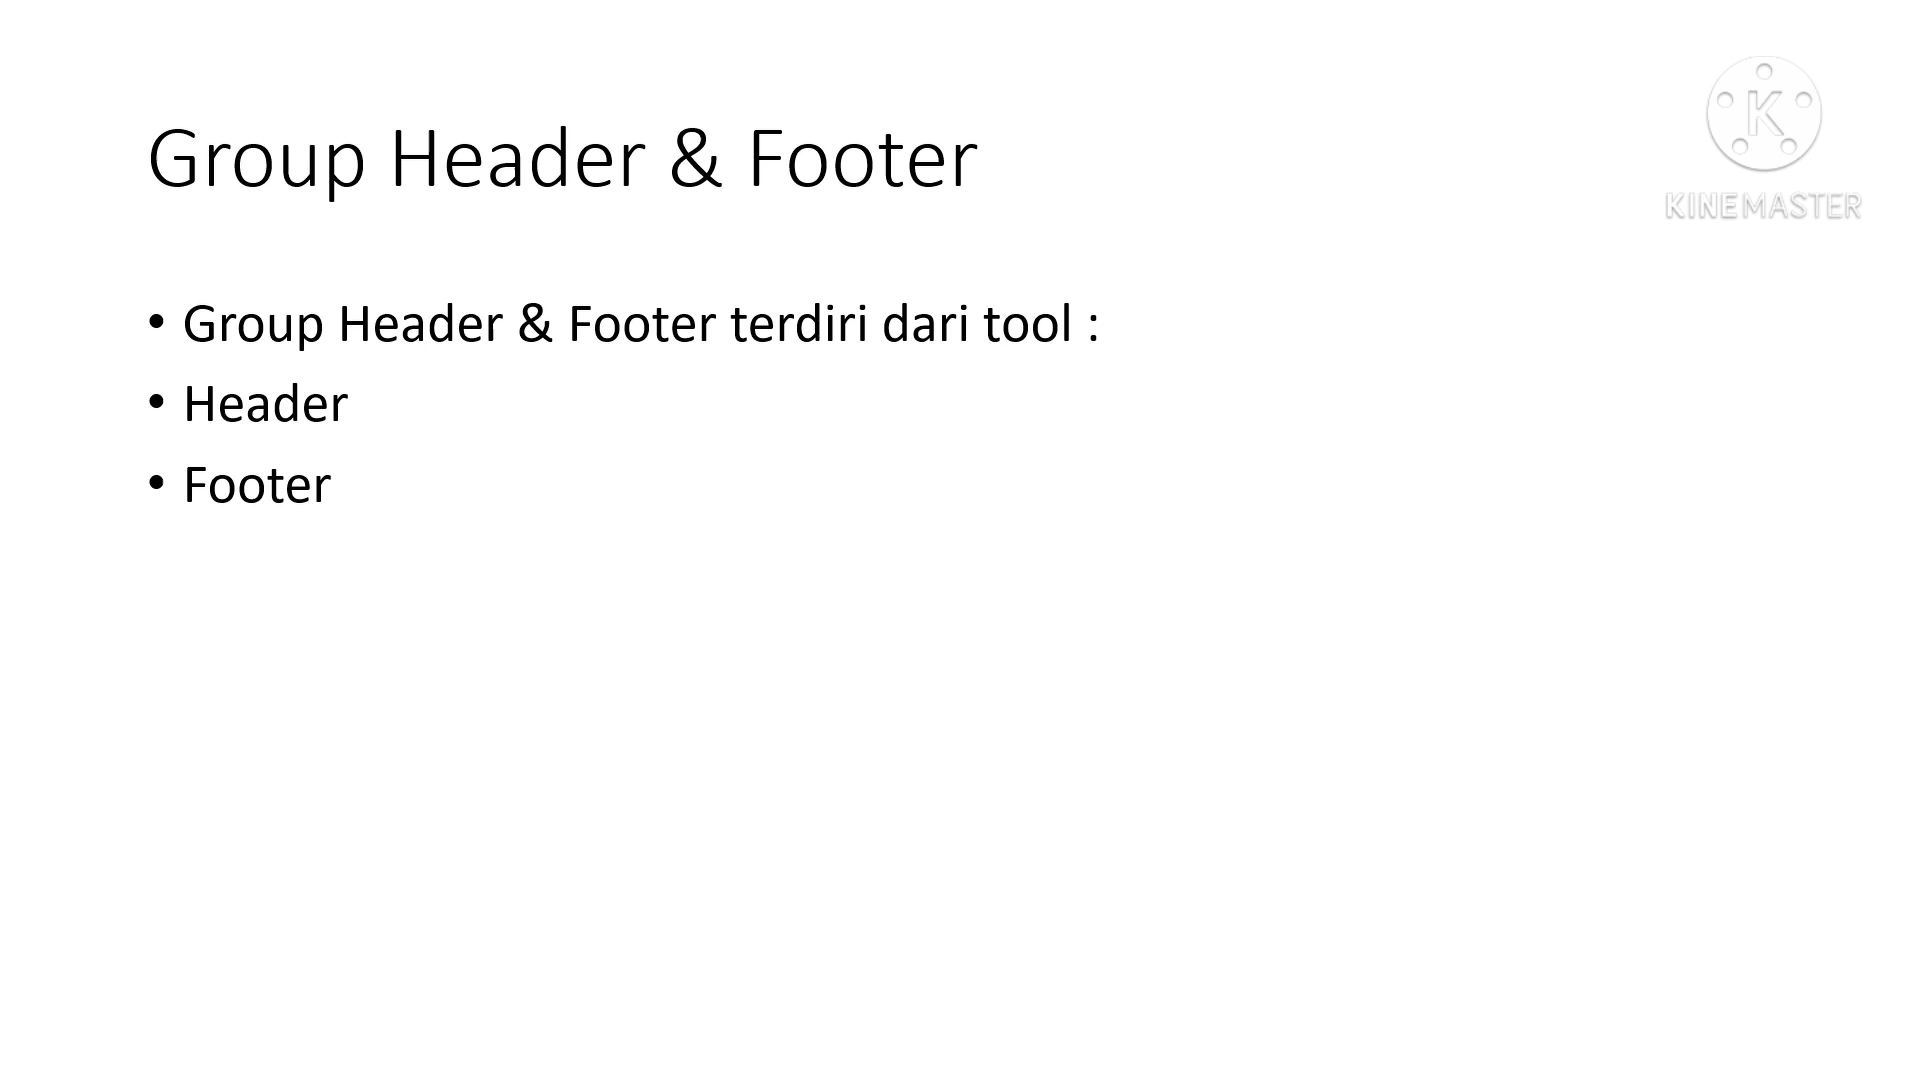 Group Header & Footer
K
KINEMASTER
• Group Header & Footer terdiri dari tool :
• Header
• Footer